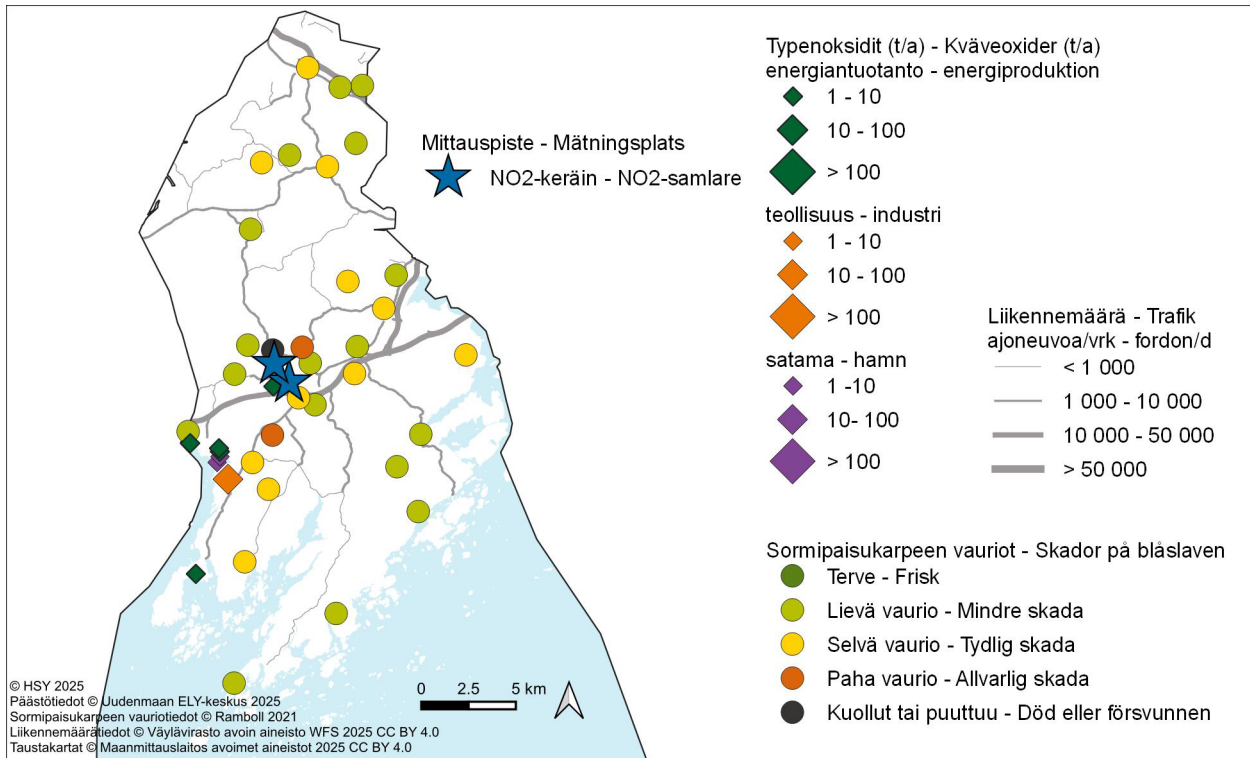 Typenoksidit (t/a) - Kväveoxider (t/a)
energiantuotanto - energiproduktion
1 - 10
10 - 100
> 100
Mittauspiste - Mätningsplats
NO2-keräin - NO2-samlare
teollisuus - industri
1 - 10
10 - 100
> 100
satama - hamn
1 -10
10- 100
> 100
Liikennemäärä - Trafik
ajoneuvoa/vrk - fordon/d
< 1 000
1 000 - 10 000
10 000 - 50 000
> 50 000
Sormipaisukarpeen vauriot - Skador på blåslaven
Terve - Frisk
Lievä vaurio - Mindre skada
Selvä vaurio - Tydlig skada
Paha vaurio - Allvarlig skada
Kuollut tai puuttuu - Död eller försvunnen
0 2.5 5 km
© HSY 2025
Päästötiedot © Uudenmaan ELY-keskus 2025
Sormipaisukarpeen vauriotiedot © Ramboll 2021
Liikennemäärätiedot © Väylävirasto avoin aineisto WFS 2025 CC BY 4.0
Taustakartat © Maanmittauslaitos avoimet aineistot 2025 CC BY 4.0